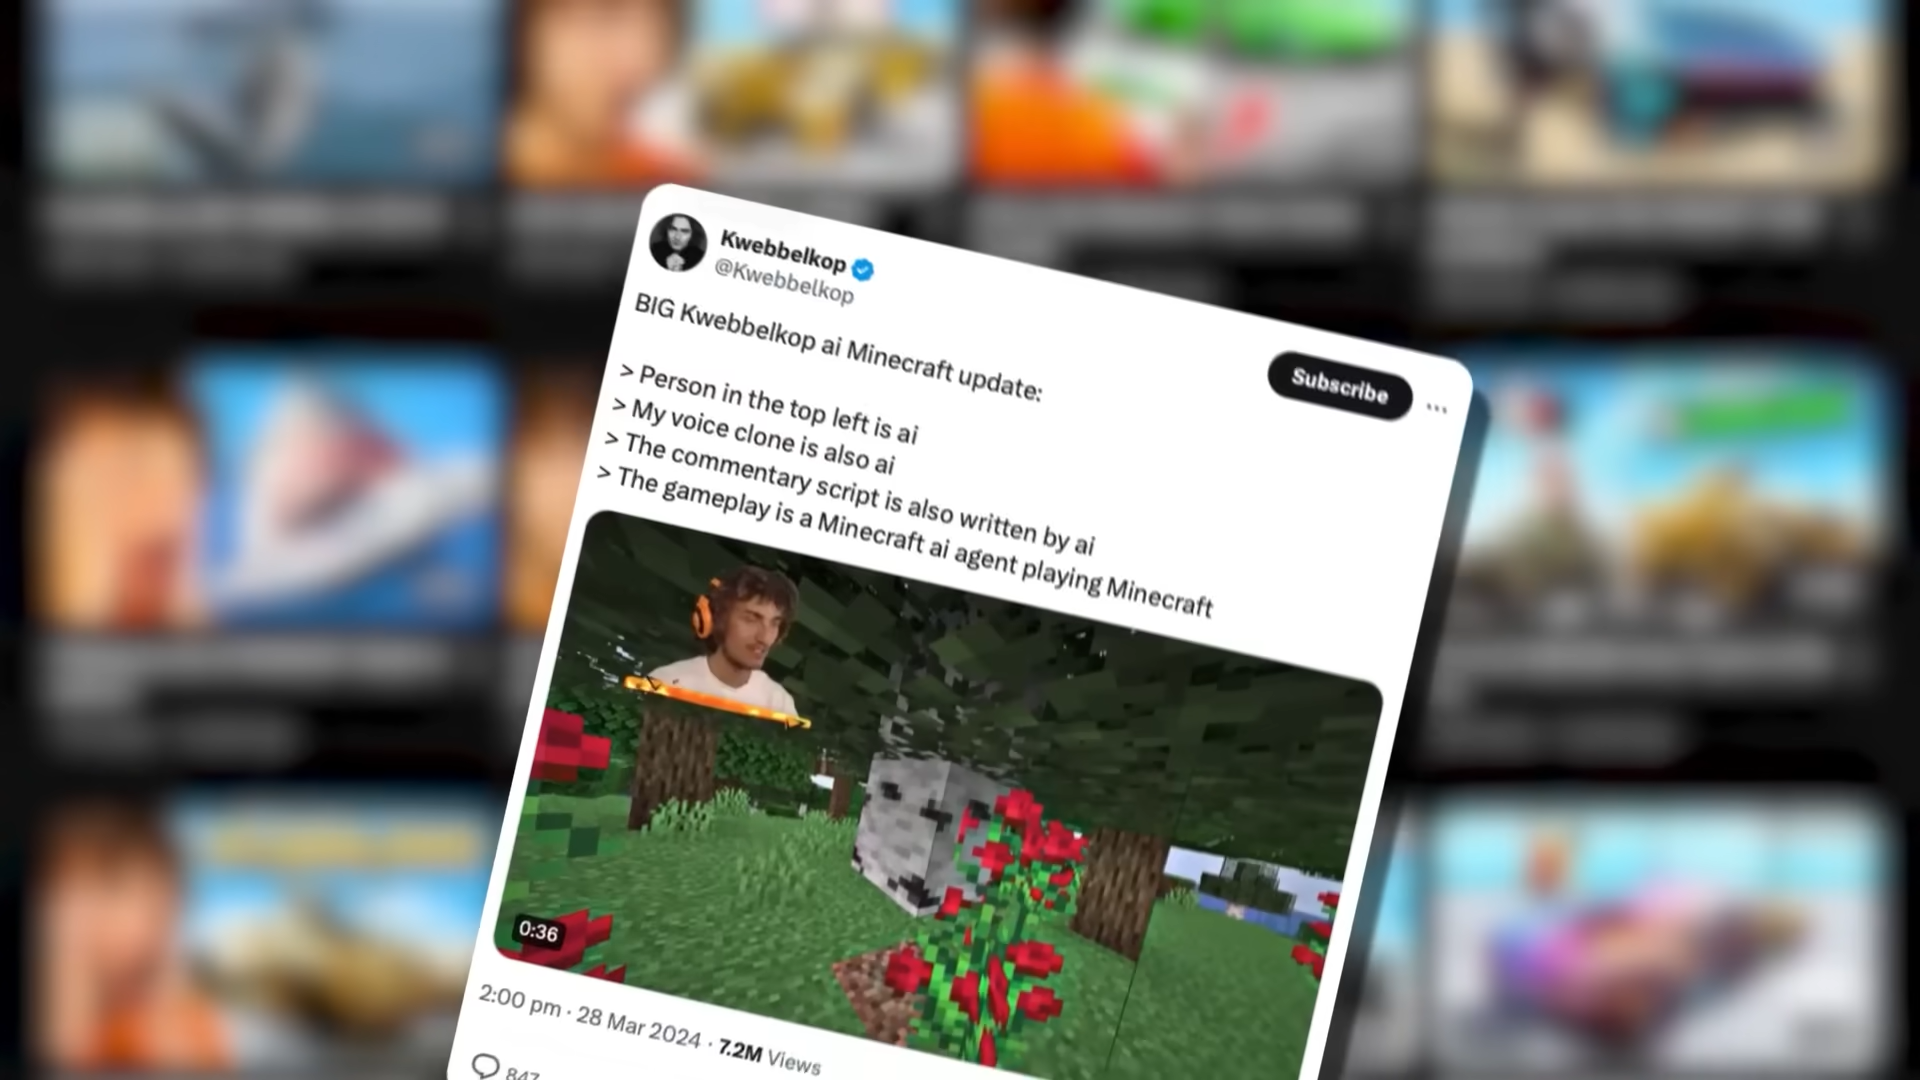 Kwebbelkop
@Kwebbelkop
Subscribe
BIG Kwebbelkop ai Minecraft update:
> Person in the top left is ai
> My voice clone is also ai
> The commentary script is also written by ai
> The gameplay is a Minecraft ai agent playing Minecraft
0:36
2:00 pm · 28 Mar 2024 · 7.2M Views
847